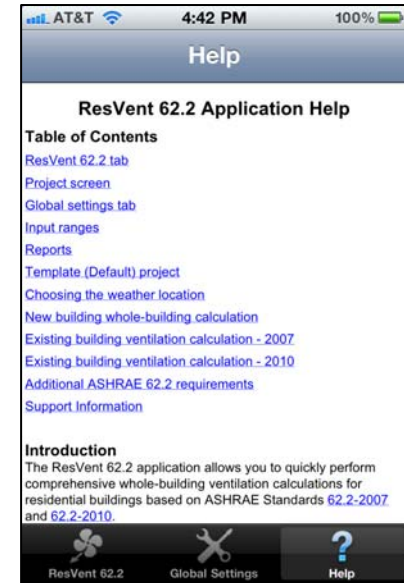 AT&T 4:42 PM 100%
Help
ResVent 62.2 Application Help
Table of Contents
ResVent 62.2 tab
Project screen
Global settings tab
Input ranges
Reports
Template (Default) project
Choosing the weather location
New building whole-building calculation
Existing building ventilation calculation - 2007
Existing building ventilation calculation - 2010
Additional ASHRAE 62.2 requirements
Support Information
Introduction
The ResVent 62.2 application allows you to quickly perform
comprehensive whole-building ventilation calculations for
residential buildings based on ASHRAE Standards 62.2-2007
and 62.2-2010.
ResVent 62.2 Global Settings Help